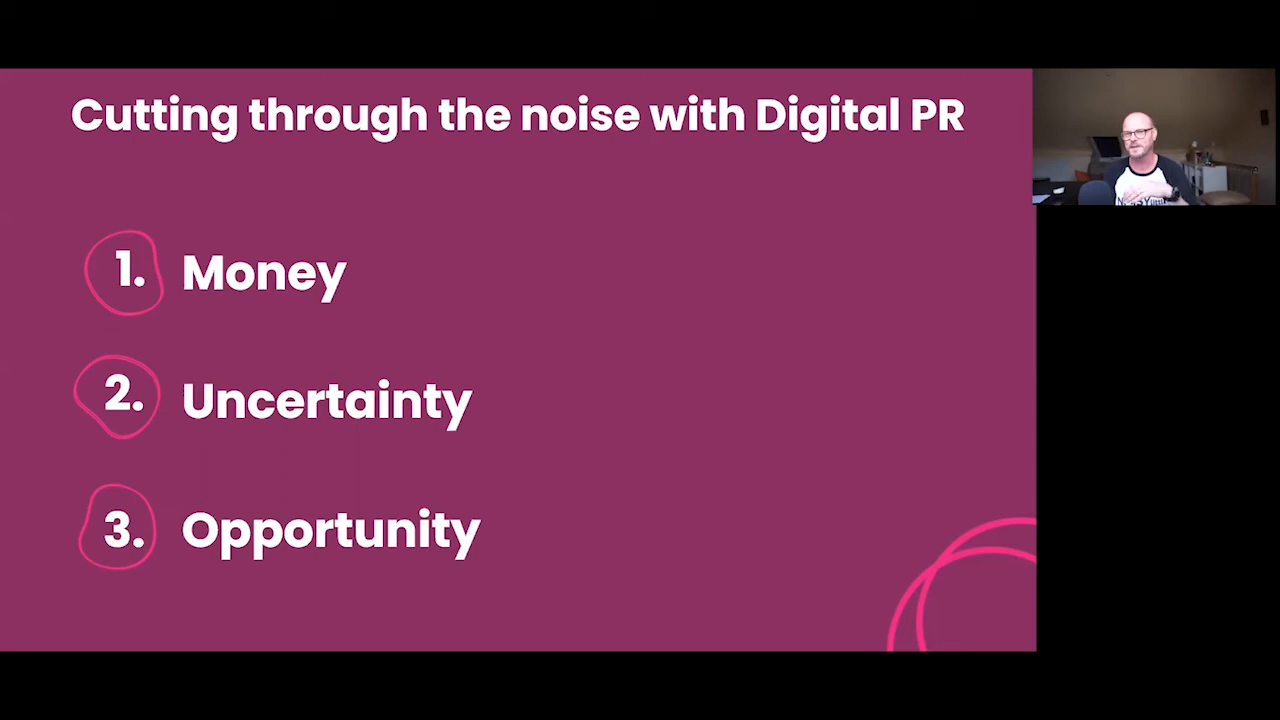 Cutting through the noise with Digital PR
1. Money
2. Uncertainty
3. Opportunity